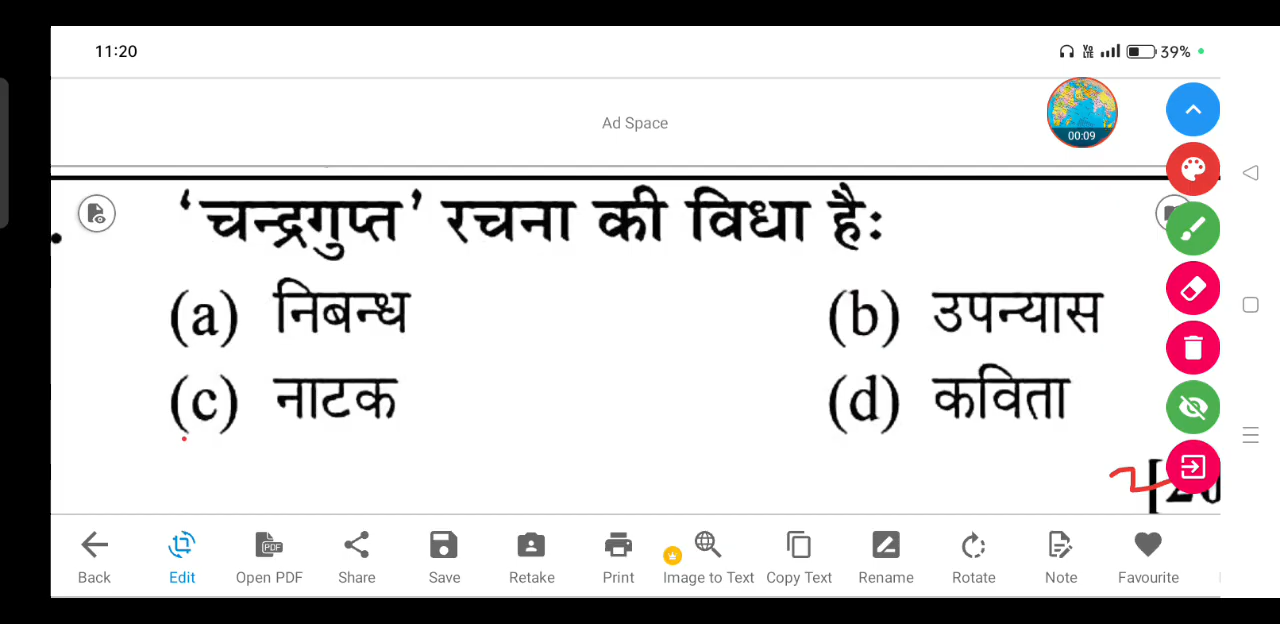 11:20 39%
Ad Space
00:09
'चन्द्रगुप्त' रचना की विधा हैः
(a) निबन्ध (b) उपन्यास
(c) नाटक (d) कविता
Back Edit Open PDF Share Save Retake Print Image to Text Copy Text Rename Rotate Note Favourite